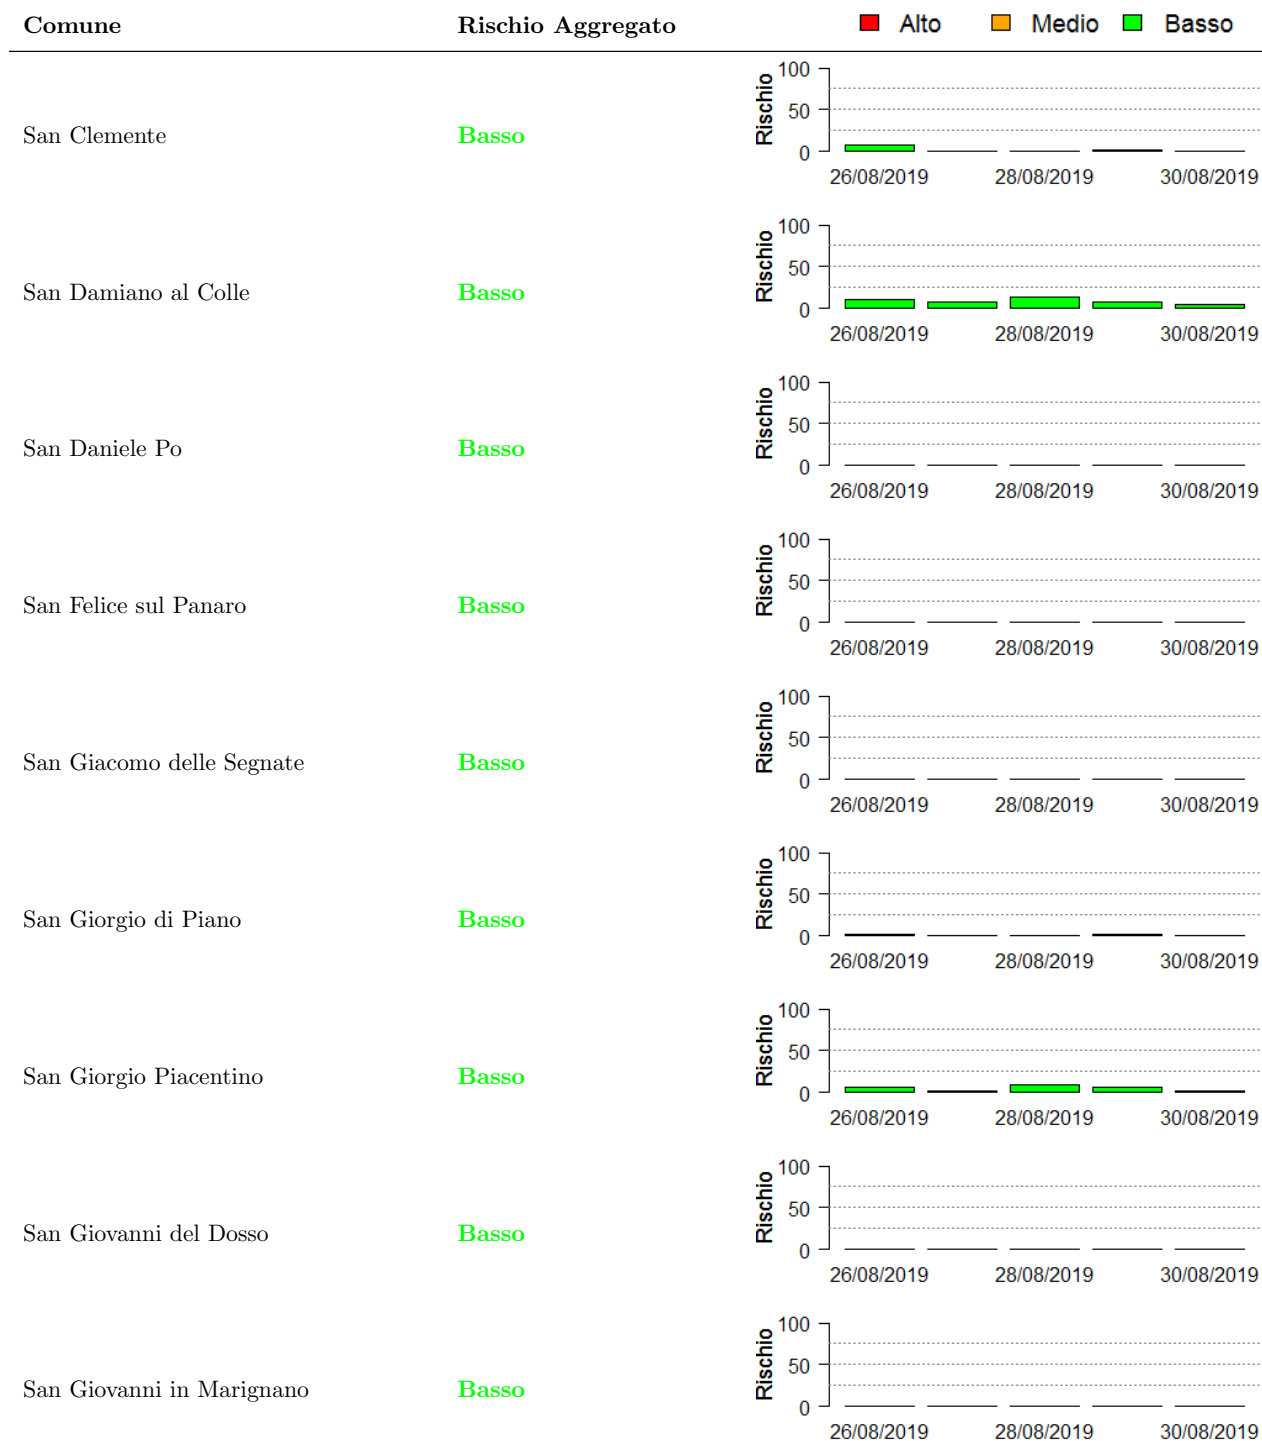 Comune Rischio Aggregato Alto Medio Basso
100
Rischio
50
San Clemente Basso
0
26/08/2019 28/08/2019 30/08/2019
100
Rischio
50
San Damiano al Colle Basso
0
26/08/2019 28/08/2019 30/08/2019
100
Rischio
50
San Daniele Po Basso
0
26/08/2019 28/08/2019 30/08/2019
100
Rischio
50
San Felice sul Panaro Basso
0
26/08/2019 28/08/2019 30/08/2019
100
Rischio
50
San Giacomo delle Segnate Basso
0
26/08/2019 28/08/2019 30/08/2019
100
Rischio
50
San Giorgio di Piano Basso
0
26/08/2019 28/08/2019 30/08/2019
100
Rischio
50
San Giorgio Piacentino Basso
0
26/08/2019 28/08/2019 30/08/2019
100
Rischio
50
San Giovanni del Dosso Basso
0
26/08/2019 28/08/2019 30/08/2019
100
Rischio
50
San Giovanni in Marignano Basso
0
26/08/2019 28/08/2019 30/08/2019